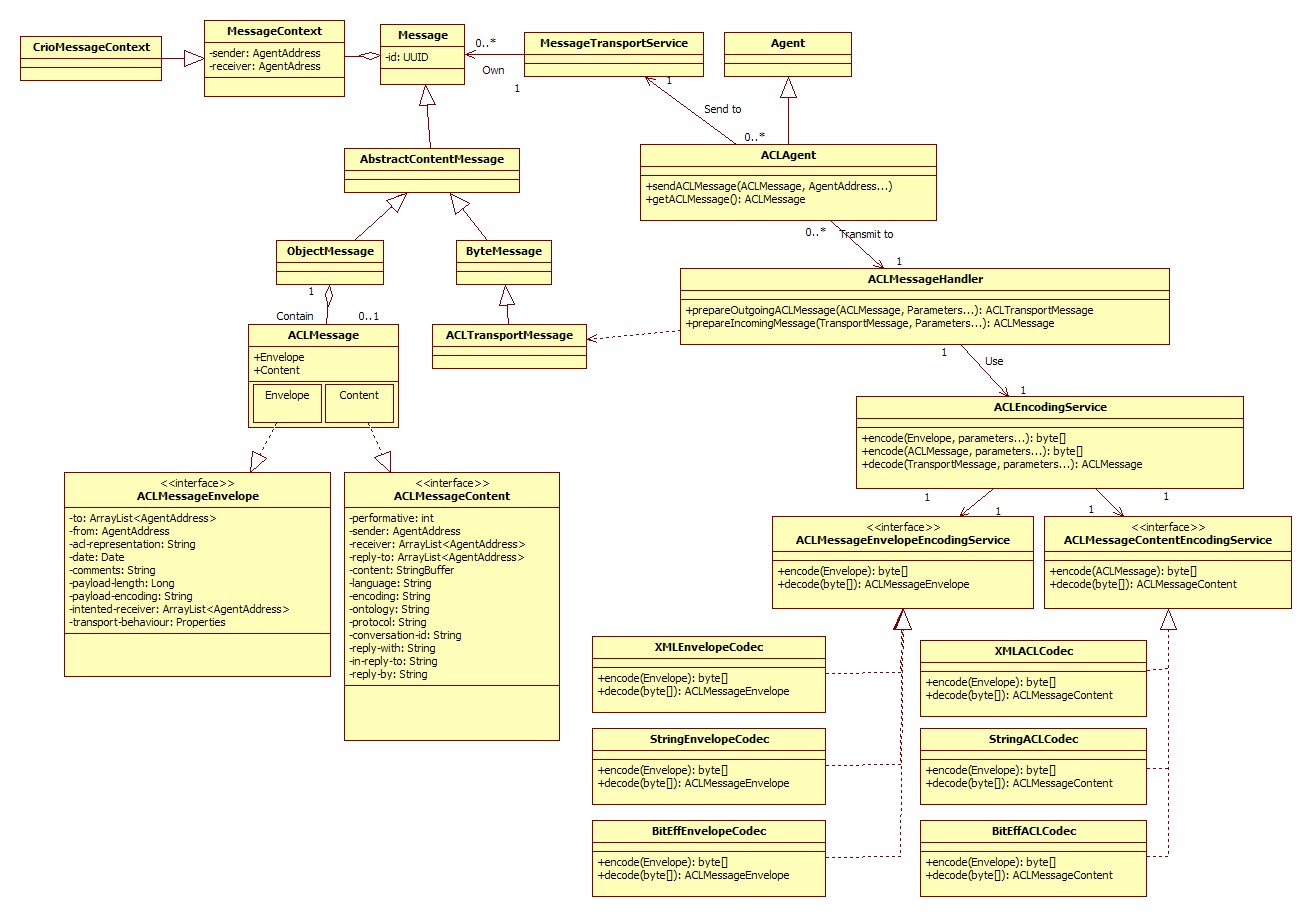 CrioMessageContext
MessageContext
-sender: AgentAddress
-receiver: AgentAdress
Message
-id: UUID
0..*
Own
1
MessageTransportService
Agent
1
Send to
0..*
AbstractContentMessage
ACLAgent
+sendACLMessage(ACLMessage, AgentAddress...)
+getACLMessage(): ACLMessage
0..*
Transmit to
1
ObjectMessage
ByteMessage
1
Contain
0..1
ACLMessageHandler
+prepareOutgoingACLMessage(ACLMessage, Parameters...): ACLTransportMessage
+prepareIncomingMessage(TransportMessage, Parameters...): ACLMessage
ACLMessage
+Envelope
+Content
Envelope
Content
ACLTransportMessage
1
Use
1
ACLEncodingService
+encode(Envelope, parameters...): byte[]
+encode(ACLMessage, parameters...): byte[]
+decode(TransportMessage, parameters...): ACLMessage
1
1
1
1
<<interface>>
ACLMessageEnvelope
-to: ArrayList<AgentAddress>
-from: AgentAddress
-acl-representation: String
-date: Date
-comments: String
-payload-length: Long
-payload-encoding: String
-intented-receiver: ArrayList<AgentAddress>
-transport-behaviour: Properties
<<interface>>
ACLMessageContent
-performative: int
-sender: AgentAddress
-receiver: ArrayList<AgentAddress>
-reply-to: ArrayList<AgentAddress>
-content: StringBuffer
-language: String
-encoding: String
-ontology: String
-protocol: String
-conversation-id: String
-reply-with: String
-in-reply-to: String
-reply-by: String
<<interface>>
ACLMessageEnvelopeEncodingService
+encode(Envelope): byte[]
+decode(byte[]): ACLMessageEnvelope
<<interface>>
ACLMessageContentEncodingService
+encode(ACLMessage): byte[]
+decode(byte[]): ACLMessageContent
XMLEnvelopeCodec
+encode(Envelope): byte[]
+decode(byte[]): ACLMessageEnvelope
XMLACLCodec
+encode(Envelope): byte[]
+decode(byte[]): ACLMessageContent
StringEnvelopeCodec
+encode(Envelope): byte[]
+decode(byte[]): ACLMessageEnvelope
StringACLCodec
+encode(Envelope): byte[]
+decode(byte[]): ACLMessageContent
BitEffEnvelopeCodec
+encode(Envelope): byte[]
+decode(byte[]): ACLMessageEnvelope
BitEffACLCodec
+encode(Envelope): byte[]
+decode(byte[]): ACLMessageContent